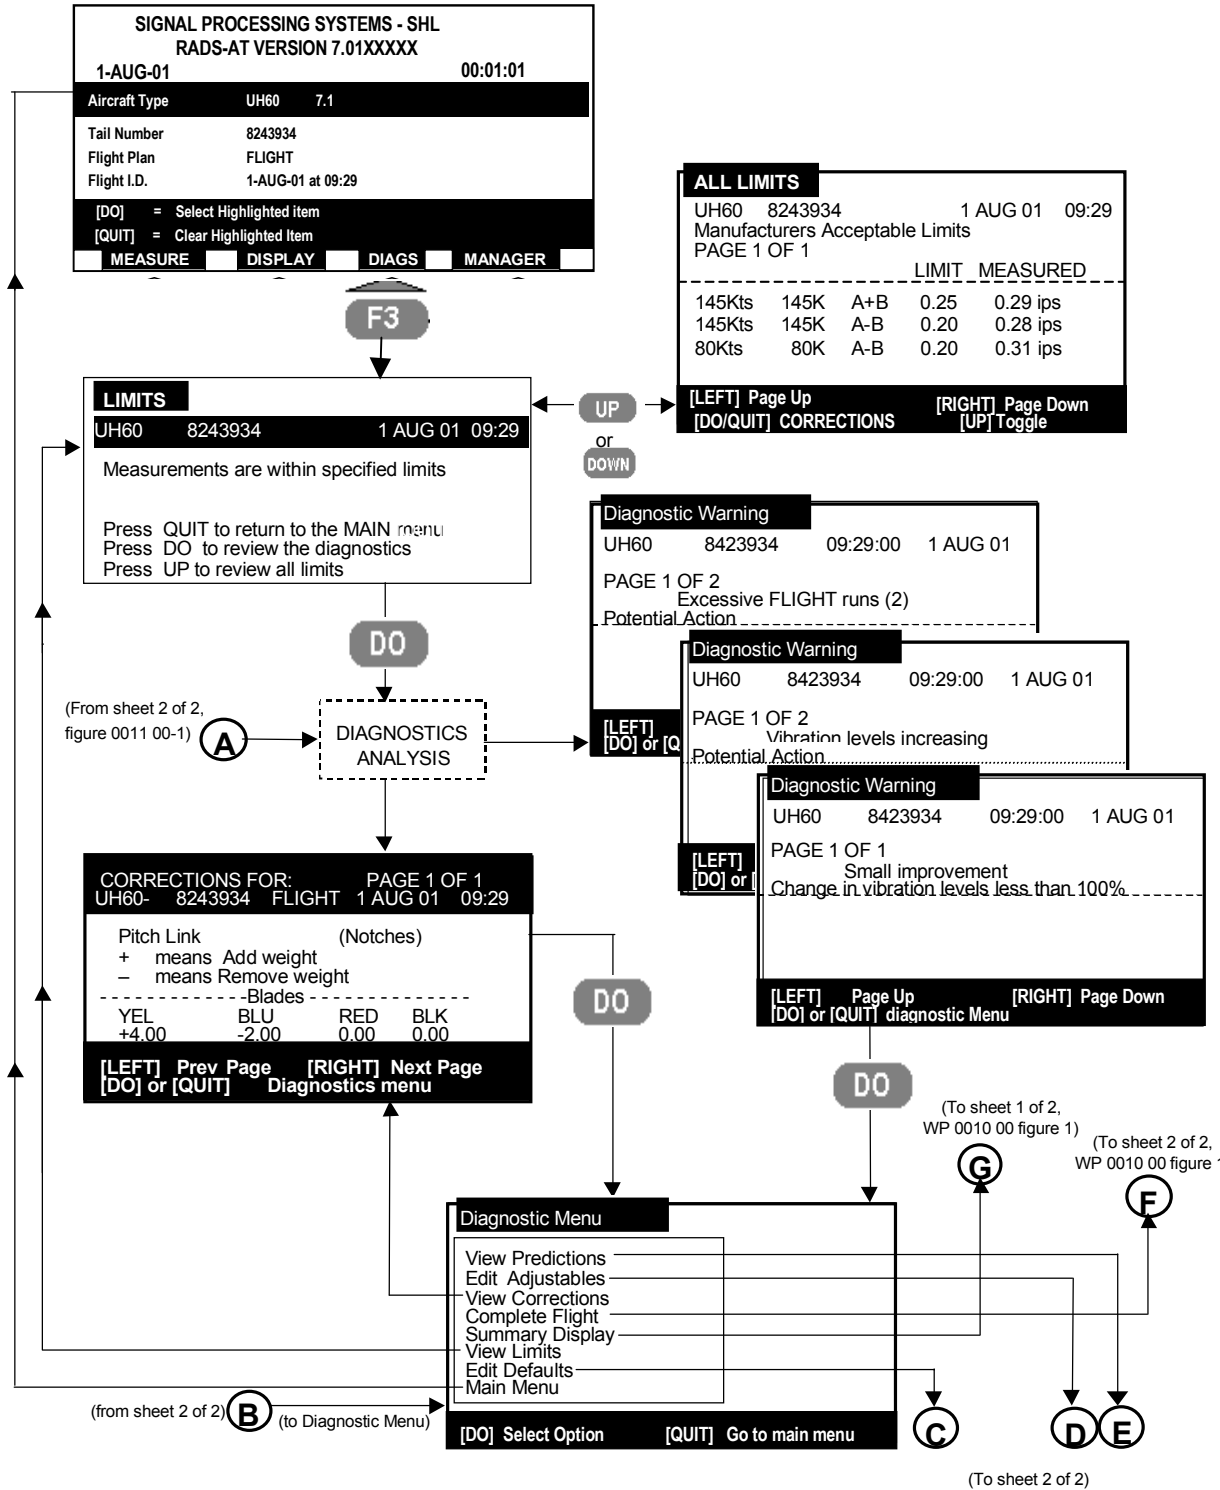 SIGNAL PROCESSING SYSTEMS - SHL
RADS-AT VERSION 7.01XXXXX
1-AUG-01 00:01:01
Aircraft Type UH60 7.1
Tail Number 8243934
Flight Plan FLIGHT
Flight I.D. 1-AUG-01 at 09:29
[DO] = Select Highlighted item
[QUIT] = Clear Highlighted Item
MEASURE DISPLAY DIAGS MANAGER
F3
ALL LIMITS
UH60 8243934 1 AUG 01 09:29
Manufacturers Acceptable Limits
PAGE 1 OF 1
LIMIT MEASURED
145Kts 145K A+B 0.25 0.29 ips
145Kts 145K A-B 0.20 0.28 ips
80Kts 80K A-B 0.20 0.31 ips
[LEFT] Page Up [RIGHT] Page Down
[DO/QUIT] CORRECTIONS [UP] Toggle
UP
or
DOWN
LIMITS
UH60 8243934 1 AUG 01 09:29
Measurements are within specified limits
Press QUIT to return to the MAIN menu
Press DO to review the diagnostics
Press UP to review all limits
DO
Diagnostic Warning
UH60 8423934 09:29:00 1 AUG 01
PAGE 1 OF 2
Excessive FLIGHT runs (2)
Potential Action
[LEFT]
[DO] or [Q
Diagnostic Warning
UH60 8423934 09:29:00 1 AUG 01
PAGE 1 OF 2
Vibration levels increasing
Potential Action
[LEFT]
[DO] or [
Diagnostic Warning
UH60 8423934 09:29:00 1 AUG 01
PAGE 1 OF 1
Small improvement
Change in vibration levels less than 100%
[LEFT] Page Up [RIGHT] Page Down
[DO] or [QUIT] diagnostic Menu
DO
(From sheet 2 of 2,
figure 0011 00-1)
A
DIAGNOSTICS
ANALYSIS
CORRECTIONS FOR: PAGE 1 OF 1
UH60- 8243934 FLIGHT 1 AUG 01 09:29
Pitch Link (Notches)
+ means Add weight
– means Remove weight
Blades
YEL BLU RED BLK
+4.00 -2.00 0.00 0.00
[LEFT] Prev Page [RIGHT] Next Page
[DO] or [QUIT] Diagnostics menu
DO
(To sheet 1 of 2,
WP 0010 00 figure 1)
G
(To sheet 2 of 2,
WP 0010 00 figure 1
F
Diagnostic Menu
View Predictions
Edit Adjustables
View Corrections
Complete Flight
Summary Display
View Limits
Edit Defaults
Main Menu
[DO] Select Option [QUIT] Go to main menu
(from sheet 2 of 2)
B
(to Diagnostic Menu)
C
D
E
(To sheet 2 of 2)